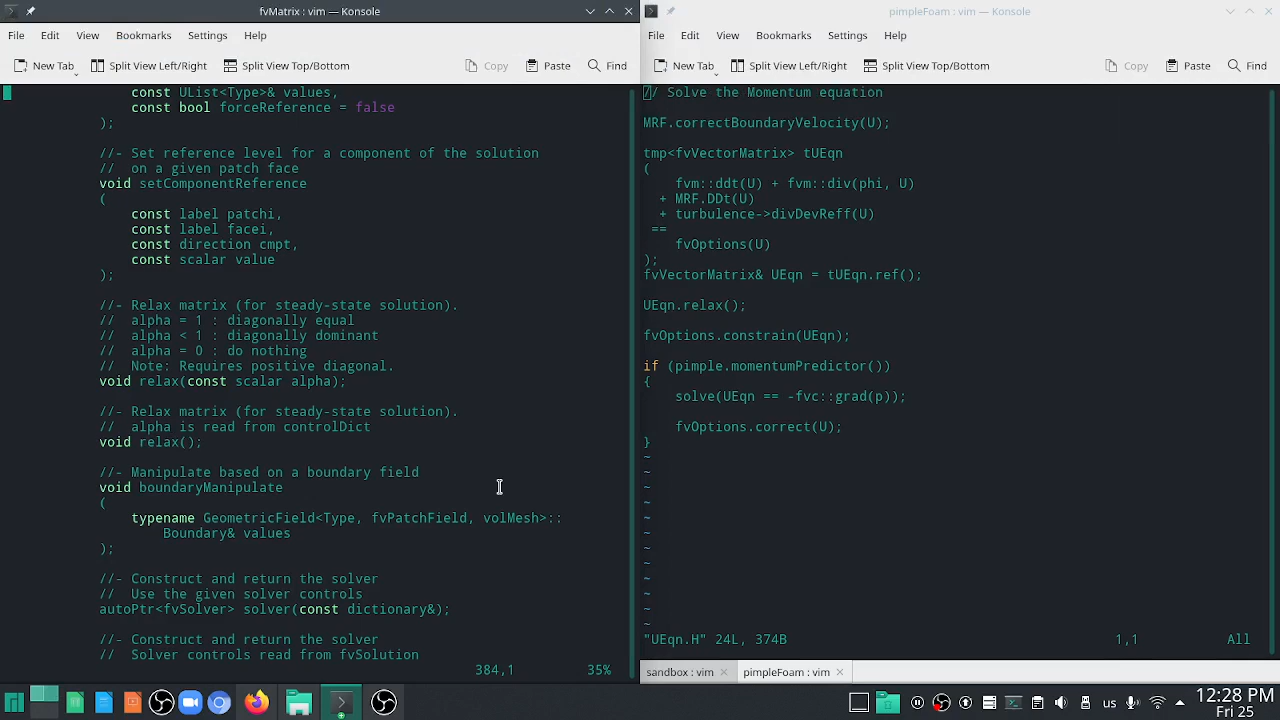 fvMatrix : vim — Konsole
File Edit View Bookmarks Settings Help
New Tab Split View Left/Right Split View Top/Bottom Copy Paste Find
const UList<Type>& values,
const bool forceReference = false
);
//- Set reference level for a component of the solution
//  on a given patch face
void setComponentReference
(
const label patchi,
const label facei,
const direction cmpt,
const scalar value
);
//- Relax matrix (for steady-state solution).
//  alpha = 1 : diagonally equal
//  alpha < 1 : diagonally dominant
//  alpha = 0 : do nothing
//  Note: Requires positive diagonal.
void relax(const scalar alpha);
//- Relax matrix (for steady-state solution).
//  alpha is read from controlDict
void relax();
//- Manipulate based on a boundary field
void boundaryManipulate
(
typename GeometricField<Type, fvPatchField, volMesh>::
Boundary& values
);
//- Construct and return the solver
//  Use the given solver controls
autoPtr<fvSolver> solver(const dictionary&);
//- Construct and return the solver
//  Solver controls read from fvSolution
384,1 35%
pimpleFoam : vim — Konsole
File Edit View Bookmarks Settings Help
New Tab Split View Left/Right Split View Top/Bottom Copy Paste Find
// Solve the Momentum equation
MRF.correctBoundaryVelocity(U);
tmp<fvVectorMatrix> tUEqn
(
fvm::ddt(U) + fvm::div(phi, U)
+ MRF.DDt(U)
+ turbulence->divDevReff(U)
==
fvOptions(U)
);
fvVectorMatrix& UEqn = tUEqn.ref();
UEqn.relax();
fvOptions.constrain(UEqn);
if (pimple.momentumPredictor())
{
solve(UEqn == -fvc::grad(p));
fvOptions.correct(U);
}
~
~
~
~
~
~
~
~
~
~
~
~
"UEqn.H" 24L, 374B 1,1 All
sandbox : vim pimpleFoam : vim
us 12:28 PM
Fri 25